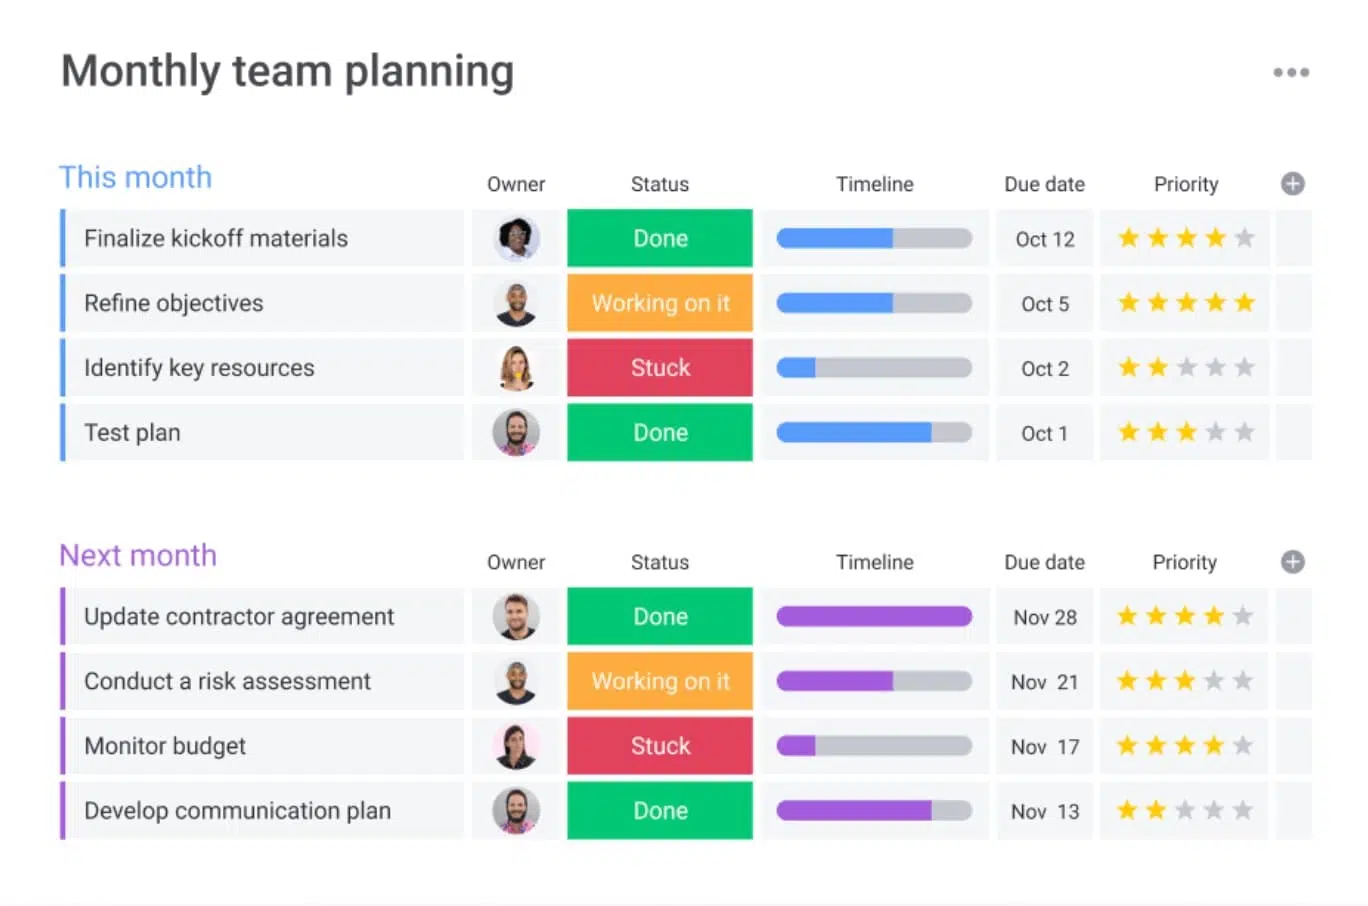 Monthly team planning
This month Owner Status Timeline Due date Priority
Finalize kickoff materials Done Oct 12
Refine objectives Working on it Oct 5
Identify key resources Stuck Oct 2
Test plan Done Oct 1
Next month Owner Status Timeline Due date Priority
Update contractor agreement Done Nov 28
Conduct a risk assessment Working on it Nov 21
Monitor budget Stuck Nov 17
Develop communication plan Done Nov 13